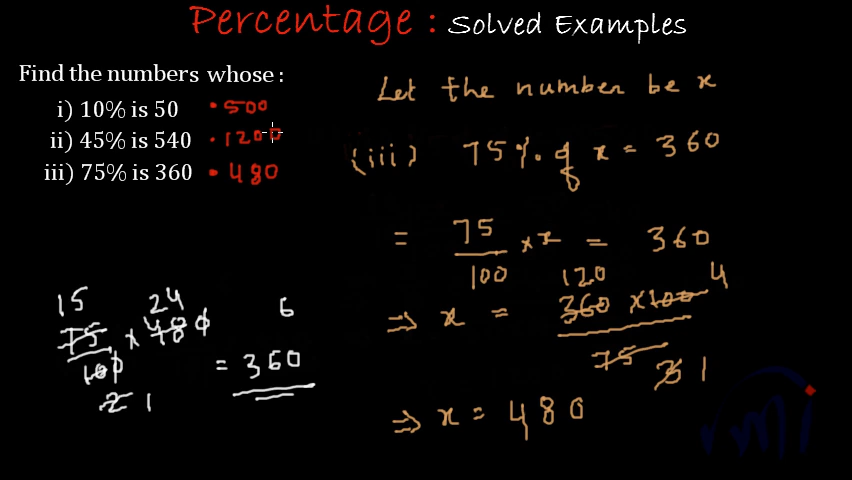 Percentage : Solved Examples
Find the numbers whose :
i) 10% is 50 • 500
ii) 45% is 540 • 1200
iii) 75% is 360 • 480
Let the number be x
(iii) 75% of x = 360
= 75/100 × x = 360
120 4
⇒ x = 360 × 100 / 75
3 1
⇒ x = 480
15 24 6
75/100 × 480 = 360
2 1